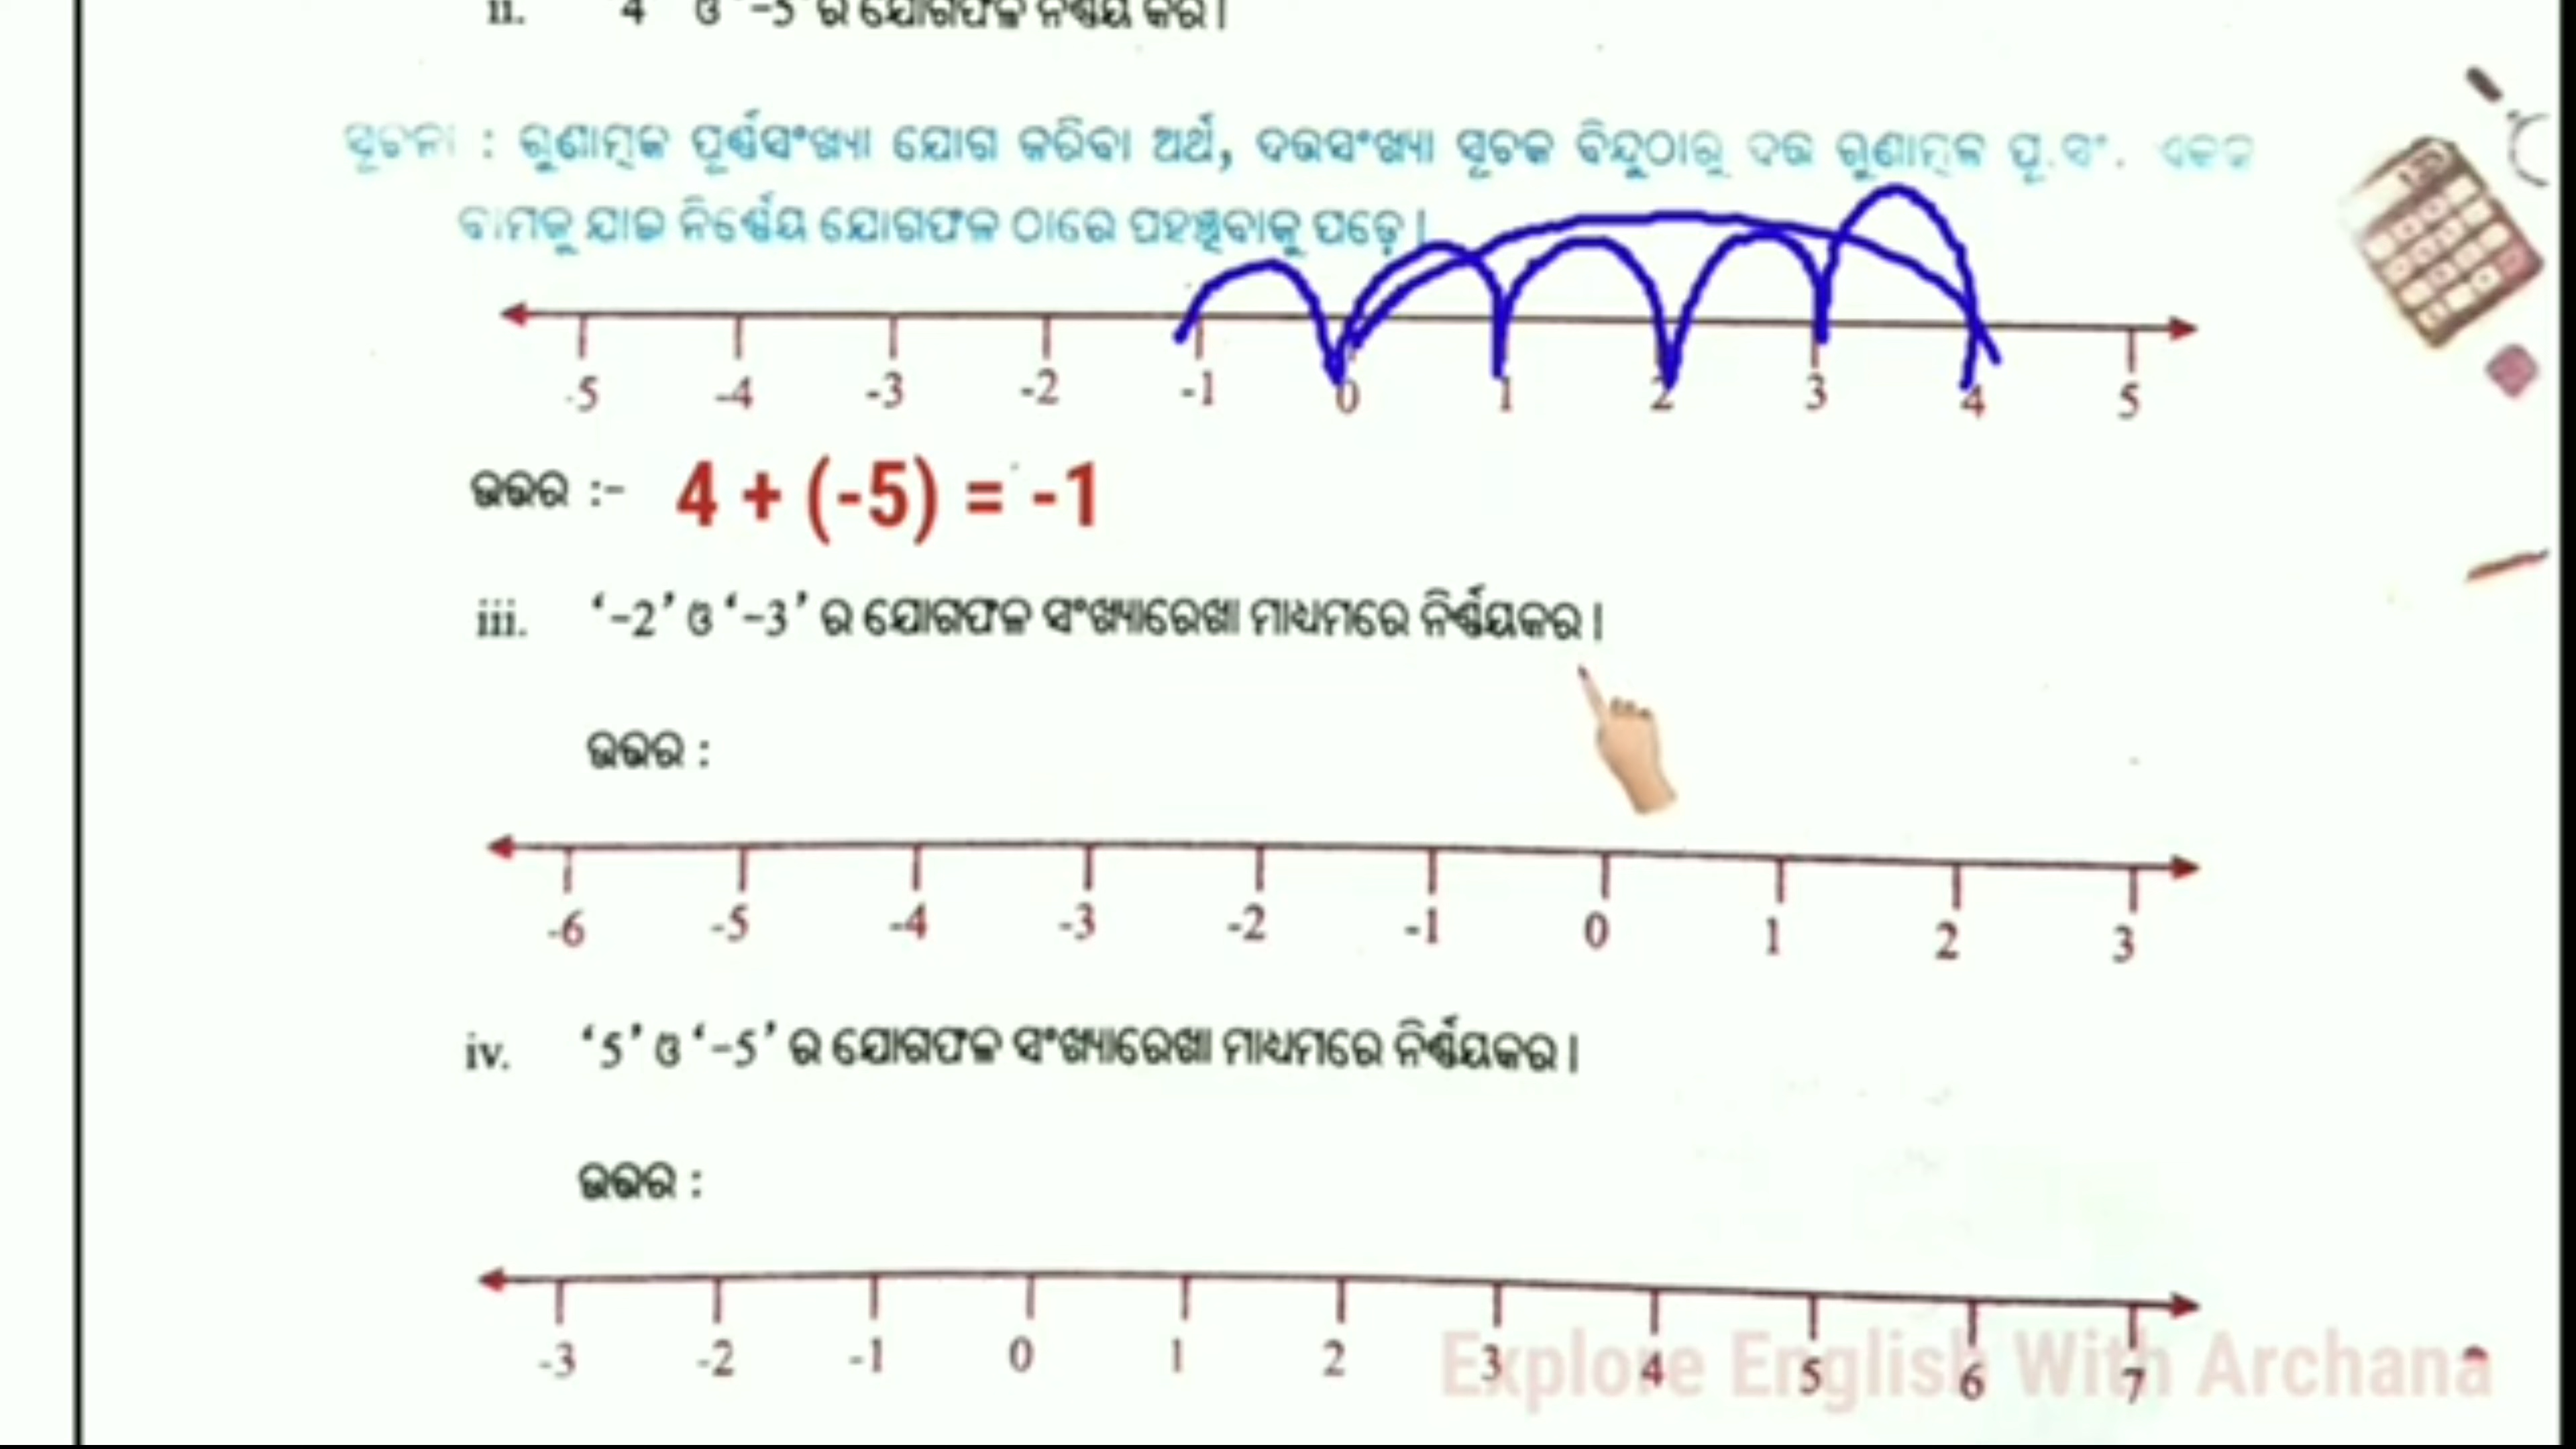 ii. '4' ଓ '-5' ର ଯୋଗଫଳ ନିର୍ଣ୍ଣୟ କର।
ସୂଚନା : ଋଣାତ୍ମକ ପୂର୍ଣ୍ଣସଂଖ୍ୟା ଯୋଗ କରିବା ଅର୍ଥ, ଦତ୍ତସଂଖ୍ୟା ସୂଚକ ବିନ୍ଦୁଠାରୁ ଦତ୍ତ ଋଣାତ୍ମକ ପୂ.ସଂ. ଏକକ
ବାମକୁ ଯାଇ ନିର୍ଣ୍ଣେୟ ଯୋଗଫଳ ଠାରେ ପହଞ୍ଚିବାକୁ ପଡ଼େ।
-5 -4 -3 -2 -1 0 1 2 3 4 5
ଉତ୍ତର :- 4 + (-5) = -1
iii. '-2' ଓ '-3' ର ଯୋଗଫଳ ସଂଖ୍ୟାରେଖା ମାଧ୍ୟମରେ ନିର୍ଣ୍ଣୟକର।
ଉତ୍ତର :
-6 -5 -4 -3 -2 -1 0 1 2 3
iv. '5' ଓ '-5' ର ଯୋଗଫଳ ସଂଖ୍ୟାରେଖା ମାଧ୍ୟମରେ ନିର୍ଣ୍ଣୟକର।
ଉତ୍ତର :
-3 -2 -1 0 1 2 3 4 5 6 7
Explore English With Archana